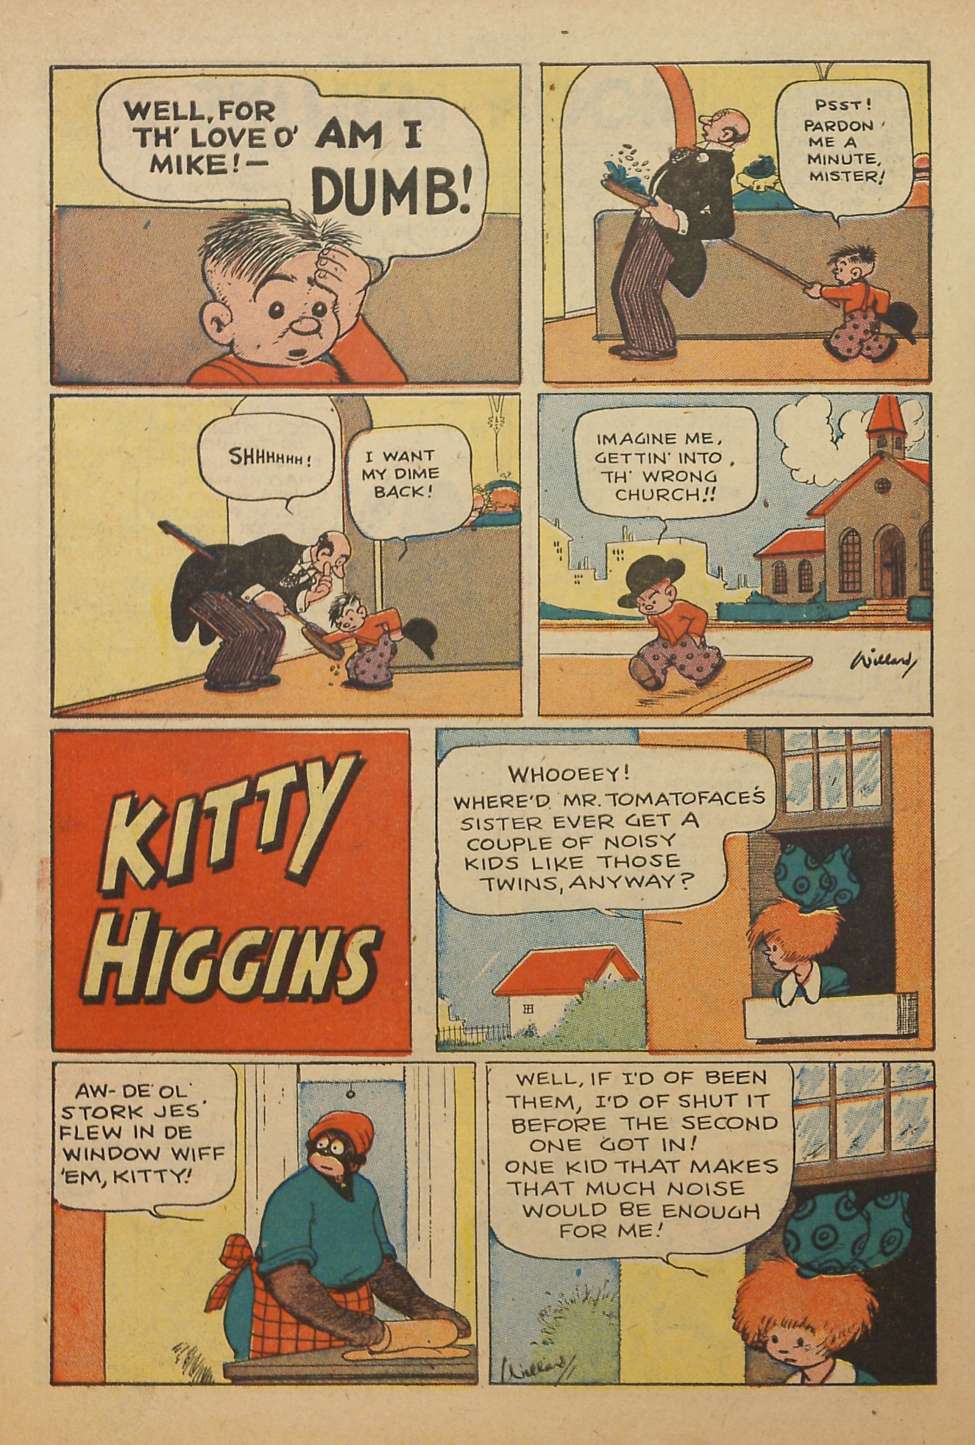 WELL, FOR
TH' LOVE O'
MIKE!—
AM I
DUMB!
PSST!
PARDON
ME A
MINUTE,
MISTER!
SHHHHHH!
I WANT
MY DIME
BACK!
IMAGINE ME,
GETTIN' INTO
TH' WRONG
CHURCH!!
Willard
KITTY
HIGGINS
WHOOEEY!
WHERE'D MR. TOMATOFACE'S
SISTER EVER GET A
COUPLE OF NOISY
KIDS LIKE THOSE
TWINS, ANYWAY?
AW- DE OL'
STORK JES'
FLEW IN DE
WINDOW WIFF
'EM, KITTY!
WELL, IF I'D OF BEEN
THEM, I'D OF SHUT IT
BEFORE THE SECOND
ONE GOT IN!
ONE KID THAT MAKES
THAT MUCH NOISE
WOULD BE ENOUGH
FOR ME!
Willard